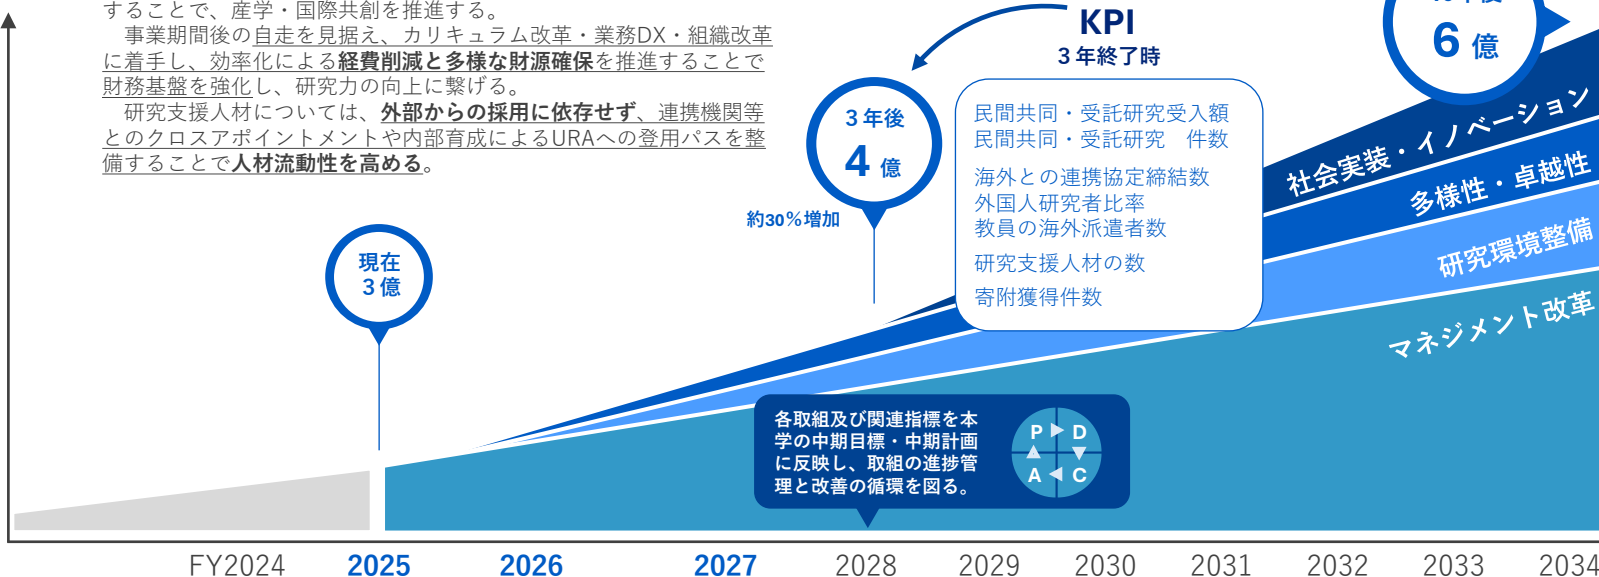 することで、産学・国際共創を推進する。
事業期間後の自走を見据え、カリキュラム改革・業務DX・組織改革
に着手し、効率化による経費削減と多様な財源確保を推進することで
財務基盤を強化し、研究力の向上に繋げる。
研究支援人材については、外部からの採用に依存せず、連携機関等
とのクロスアポイントメントや内部育成によるURAへの登用パスを整
備することで人材流動性を高める。
KPI
３年終了時
6 億
３年後
4 億
約30％増加
民間共同・受託研究受入額
民間共同・受託研究　件数
海外との連携協定締結数
外国人研究者比率
教員の海外派遣者数
研究支援人材の数
寄附獲得件数
現在
３億
社会実装・イノベーション
多様性・卓越性
研究環境整備
マネジメント改革
各取組及び関連指標を本
学の中期目標・中期計画
に反映し、取組の進捗管
理と改善の循環を図る。
P D
A C
FY2024 2025 2026 2027 2028 2029 2030 2031 2032 2033 2034